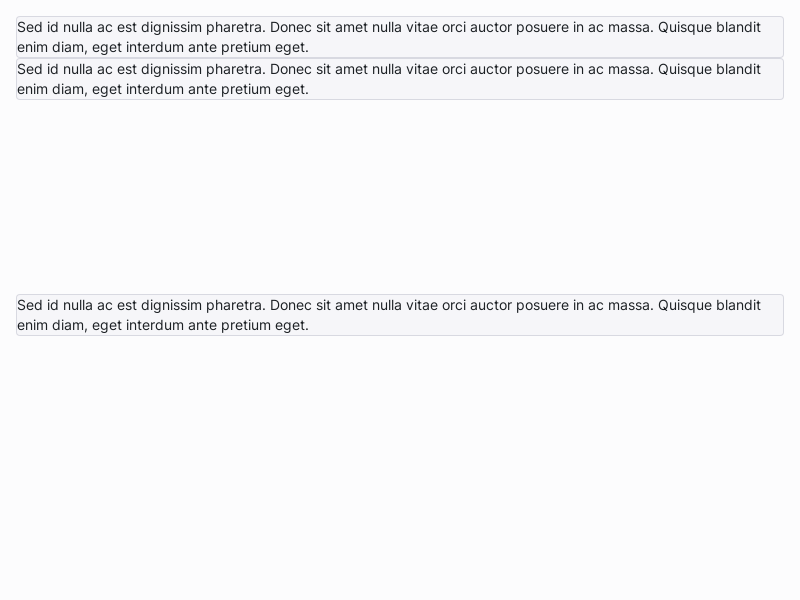 Sed id nulla ac est dignissim pharetra. Donec sit amet nulla vitae orci auctor posuere in ac massa. Quisque blandit
enim diam, eget interdum ante pretium eget.
Sed id nulla ac est dignissim pharetra. Donec sit amet nulla vitae orci auctor posuere in ac massa. Quisque blandit
enim diam, eget interdum ante pretium eget.
Sed id nulla ac est dignissim pharetra. Donec sit amet nulla vitae orci auctor posuere in ac massa. Quisque blandit
enim diam, eget interdum ante pretium eget.